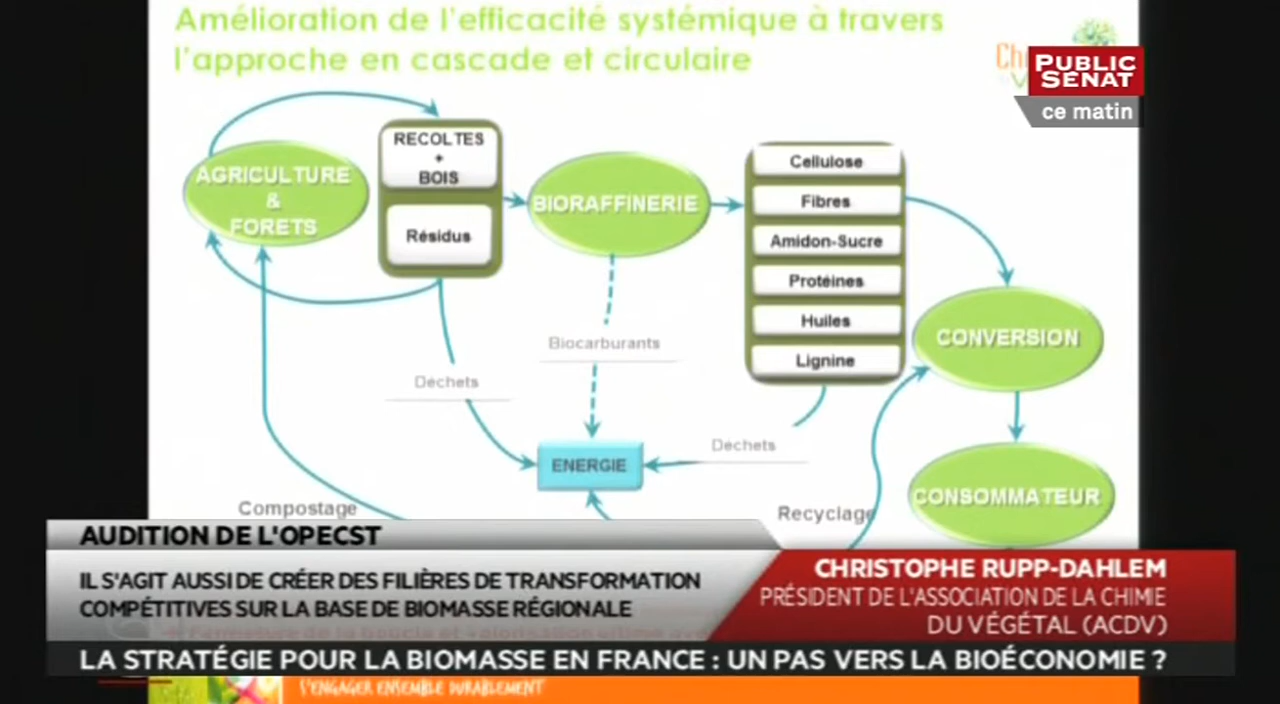 Amélioration de l'efficacité systémique à travers
l'approche en cascade et circulaire
PUBLIC
SÉNAT
ce matin
AGRICULTURE
&
FORETS
RECOLTES
+
BOIS
Résidus
BIORAFFINERIE
Cellulose
Fibres
Amidon-Sucre
Protéines
Huiles
Lignine
CONVERSION
Biocarburants
Déchets
Déchets
ENERGIE
CONSOMMATEUR
Compostage
Recyclage
AUDITION DE L'OPECST
IL S'AGIT AUSSI DE CRÉER DES FILIÈRES DE TRANSFORMATION
COMPÉTITIVES SUR LA BASE DE BIOMASSE RÉGIONALE
CHRISTOPHE RUPP-DAHLEM
PRÉSIDENT DE L'ASSOCIATION DE LA CHIMIE
DU VÉGÉTAL (ACDV)
LA STRATÉGIE POUR LA BIOMASSE EN FRANCE : UN PAS VERS LA BIOÉCONOMIE ?
S'ENGAGER ENSEMBLE DURABLEMENT